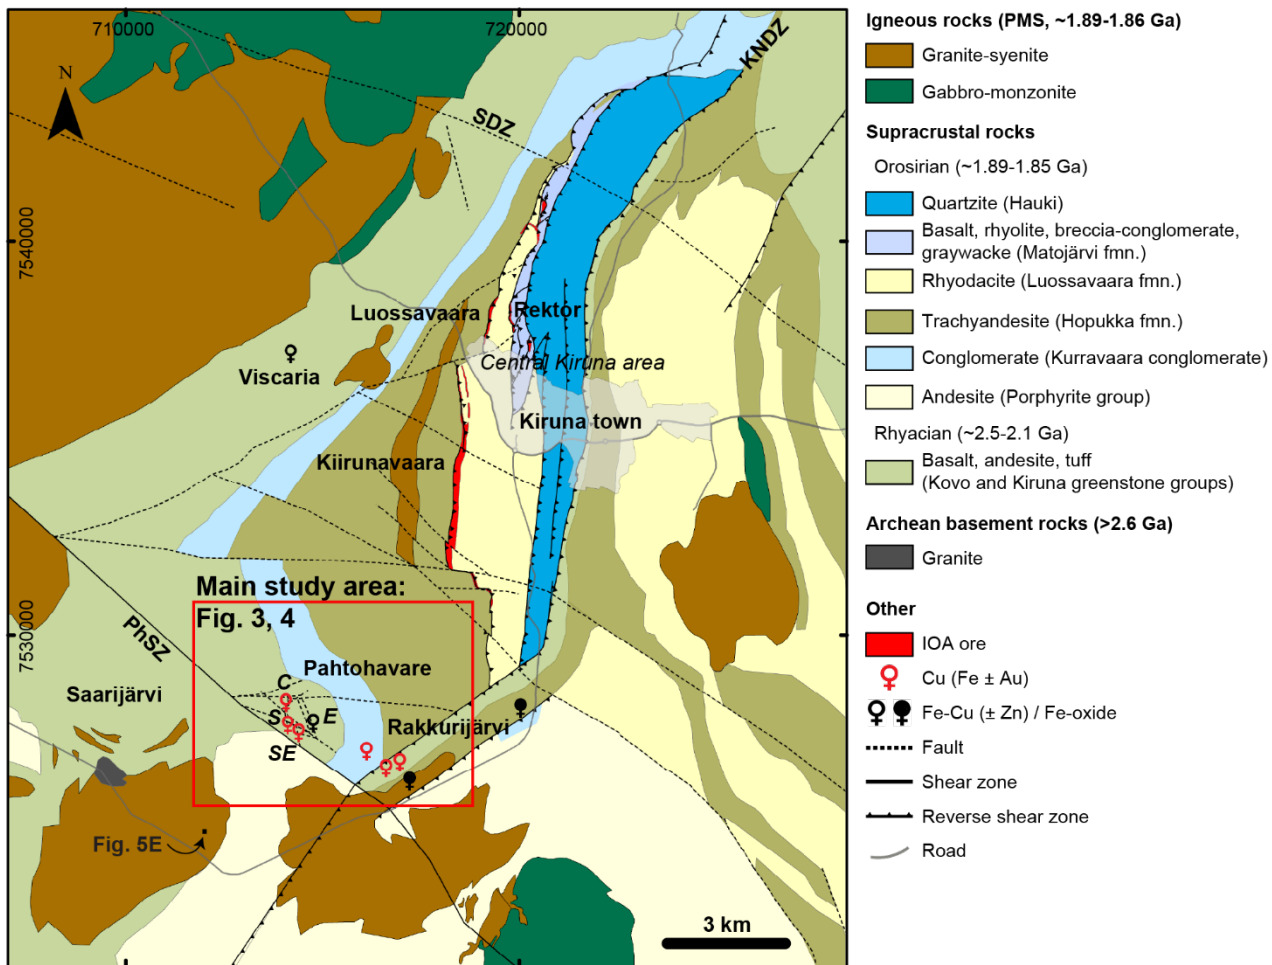 710000
720000
N
KNDZ
SDZ
7540000
Luossavaara
Rektor
Viscaria
Central Kiruna area
Kiruna town
Kiirunavaara
Main study area:
Fig. 3, 4
7530000
PhSZ
Pahtohavare
Saarijärvi
C
S
E
Rakkurijärvi
SE
Fig. 5E
3 km
Igneous rocks (PMS, ~1.89-1.86 Ga)
Granite-syenite
Gabbro-monzonite
Supracrustal rocks
Orosirian (~1.89-1.85 Ga)
Quartzite (Hauki)
Basalt, rhyolite, breccia-conglomerate,
graywacke (Matojärvi fmn.)
Rhyodacite (Luossavaara fmn.)
Trachyandesite (Hopukka fmn.)
Conglomerate (Kurravaara conglomerate)
Andesite (Porphyrite group)
Rhyacian (~2.5-2.1 Ga)
Basalt, andesite, tuff
(Kovo and Kiruna greenstone groups)
Archean basement rocks (>2.6 Ga)
Granite
Other
IOA ore
Cu (Fe ± Au)
Fe-Cu (± Zn) / Fe-oxide
Fault
Shear zone
Reverse shear zone
Road